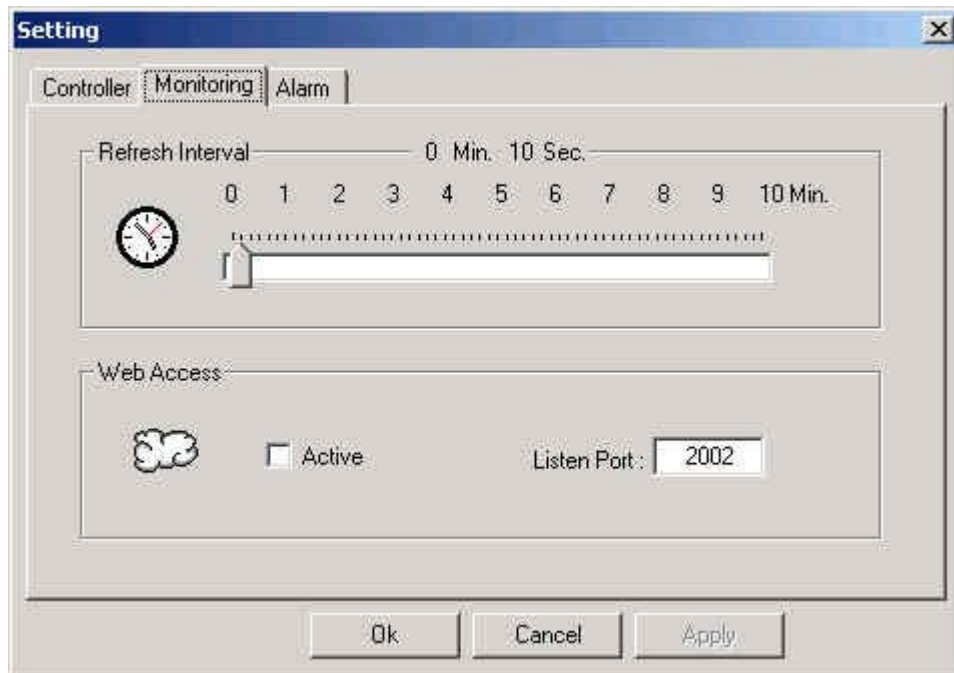 Setting
Controller Monitoring Alarm
Refresh Interval 0 Min. 10 Sec.
0 1 2 3 4 5 6 7 8 9 10 Min.
Web Access
Active Listen Port : 2002
Ok Cancel Apply